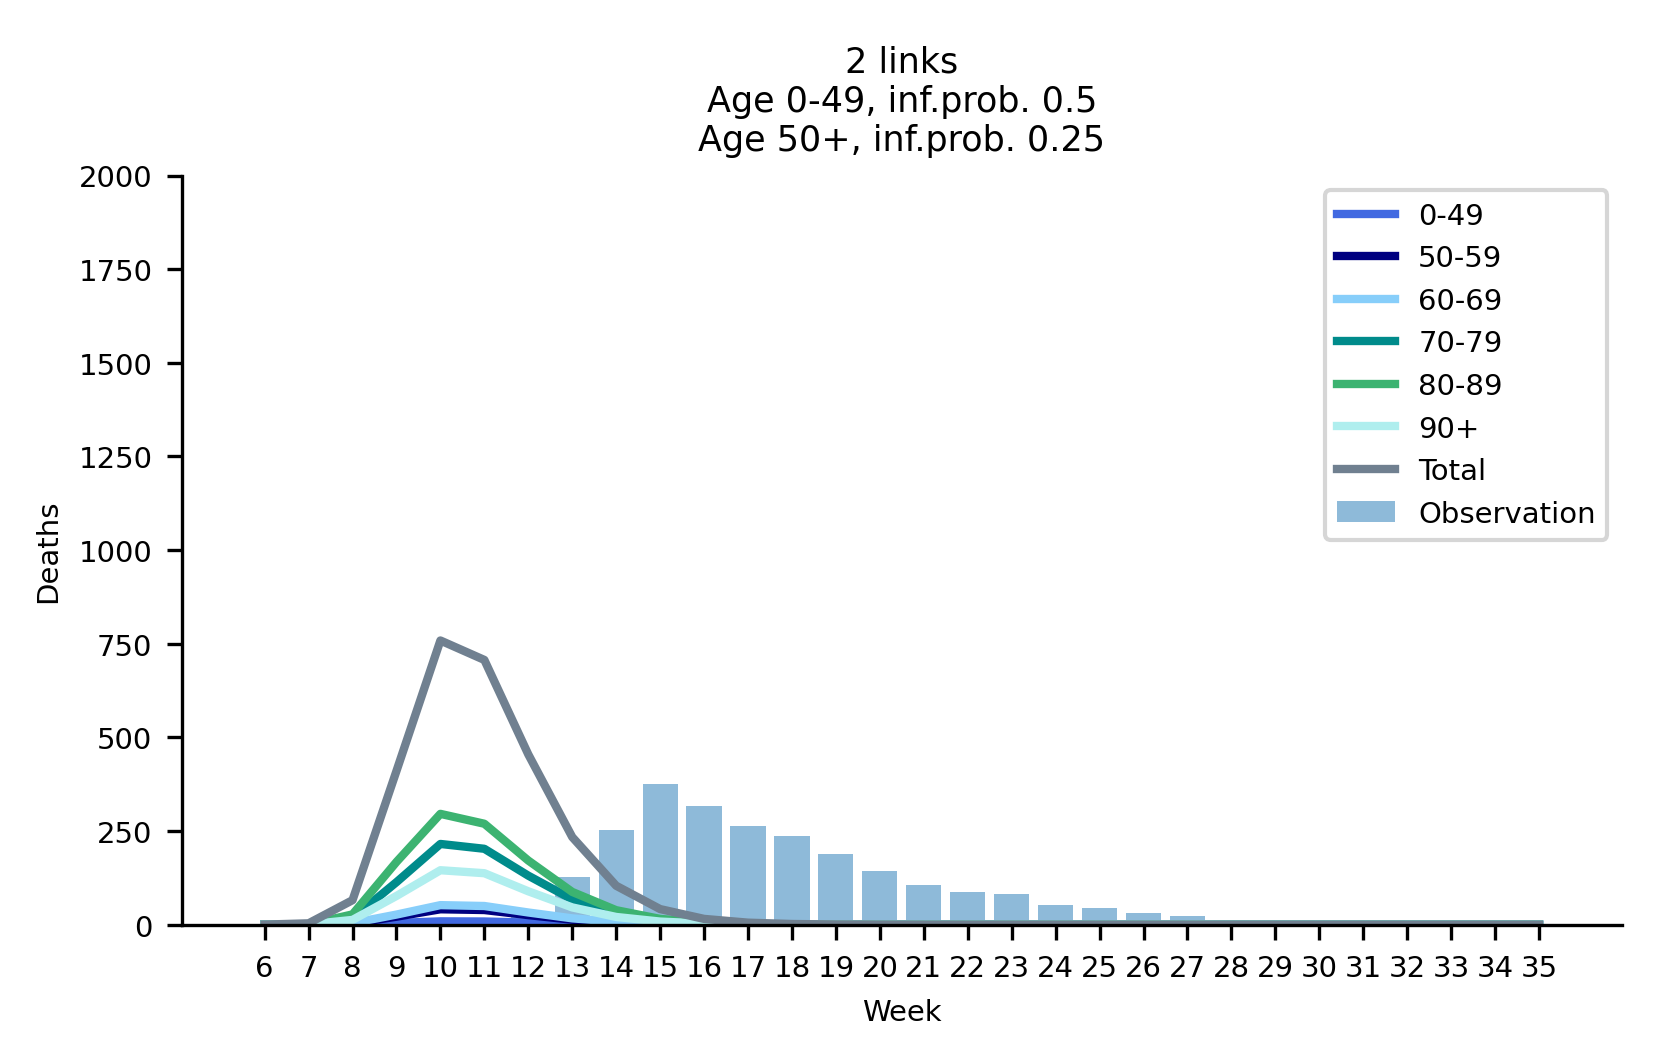 2 links
Age 0-49, inf.prob. 0.5
Age 50+, inf.prob. 0.25
2000
1750
1500
1250
1000
750
500
250
0
Deaths
0-49
50-59
60-69
70-79
80-89
90+
Total
Observation
6 7 8 9 10 11 12 13 14 15 16 17 18 19 20 21 22 23 24 25 26 27 28 29 30 31 32 33 34 35
Week